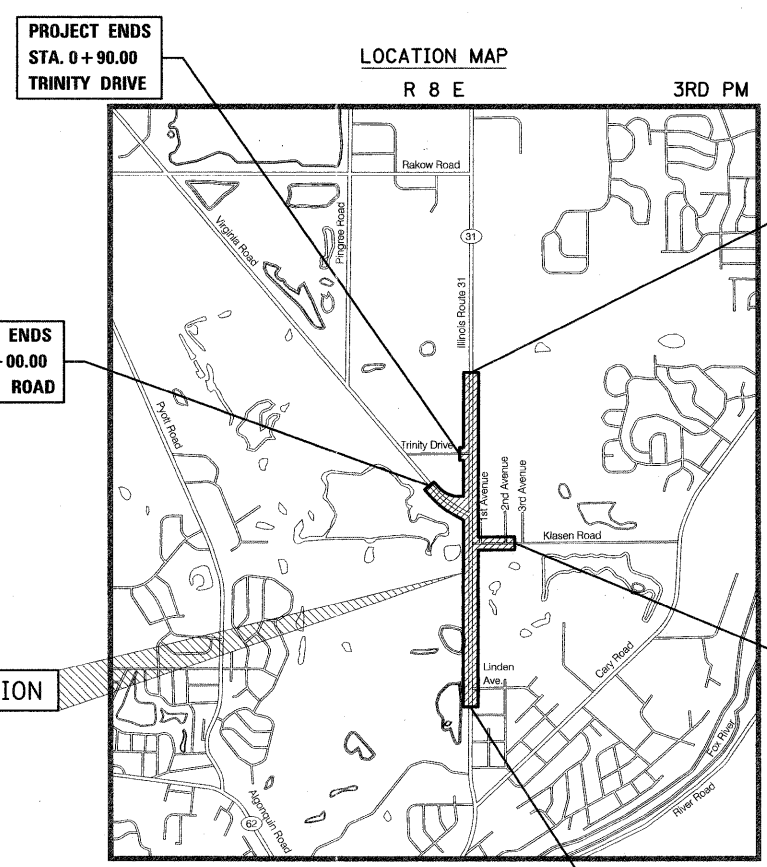 PROJECT ENDS
STA. 0+90.00
TRINITY DRIVE
LOCATION MAP
R 8 E
3RD PM
Rakow Road
Virginia Road
Pingree Road
31
Illinois Route 31
ENDS
00.00
ROAD
Pyott Road
Trinity Drive
1st Avenue
2nd Avenue
3rd Avenue
Klasen Road
ION
Linden
Ave.
Cary Road
Fox River
River Road
Algonquin Road
62